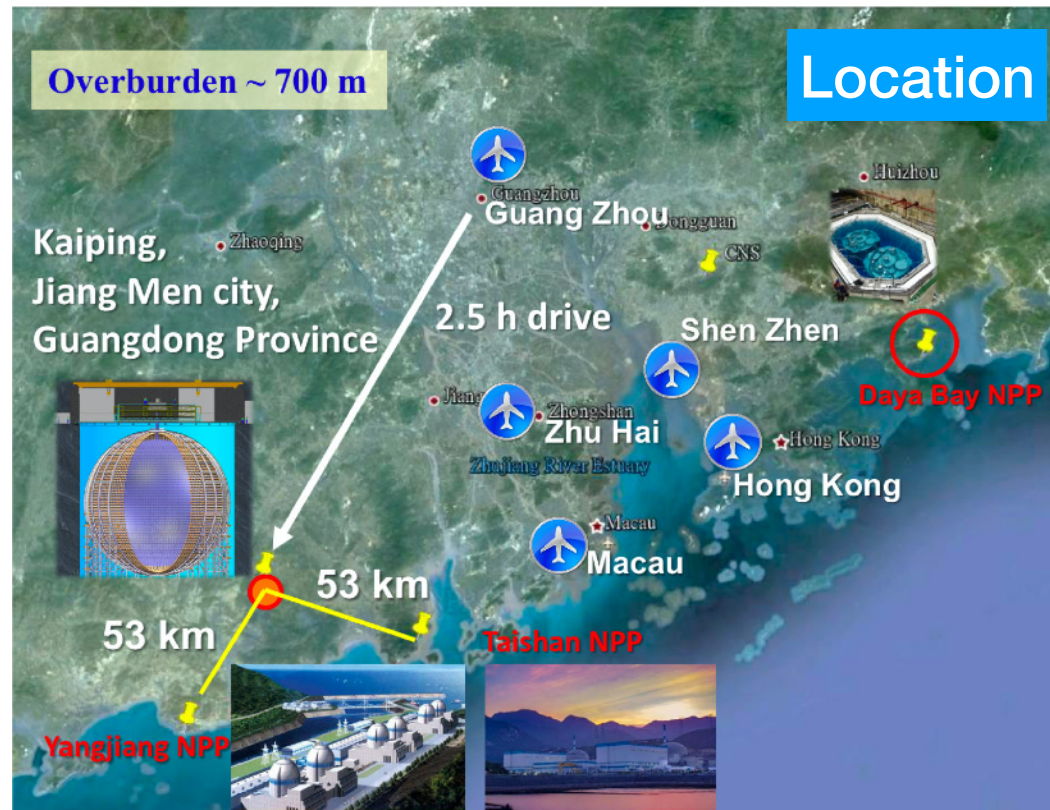 Overburden ~ 700 m
Location
Huizhou
Guangzhou
Guang Zhou
Dongguan
CNS
Zhaoqing
Kaiping,
Jiang Men city,
Guangdong Province
2.5 h drive
Shen Zhen
Daya Bay NPP
Jiang
Zhongshan
Zhu Hai
Hong Kong
Zhujiang River Estuary
Hong Kong
Macau
Macau
53 km
53 km
Taishan NPP
Yangjiang NPP